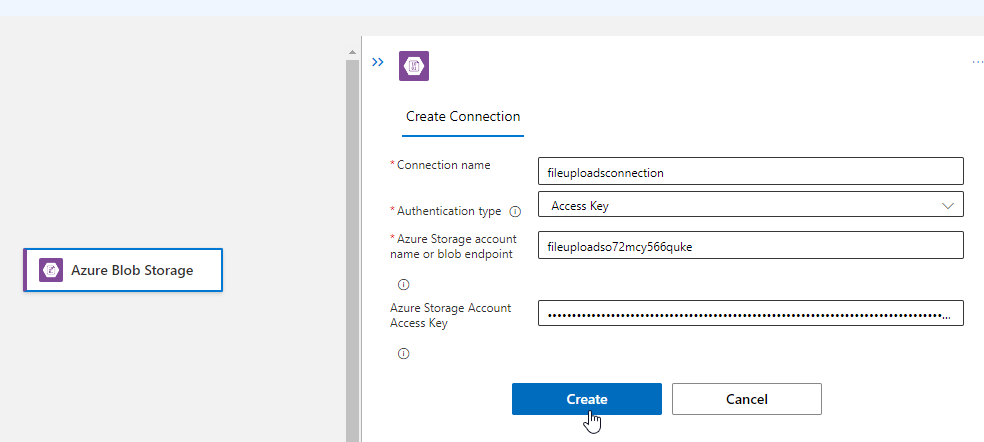 Create Connection
* Connection name
fileuploadsconnection
* Authentication type
Access Key
* Azure Storage account
name or blob endpoint
fileuploadso72mcy566quke
Azure Storage Account
Access Key
••••••••••••••••••••••••••••••••••••••••••••••••••••••••••••••••••••••••••••••••...
Azure Blob Storage
Create
Cancel